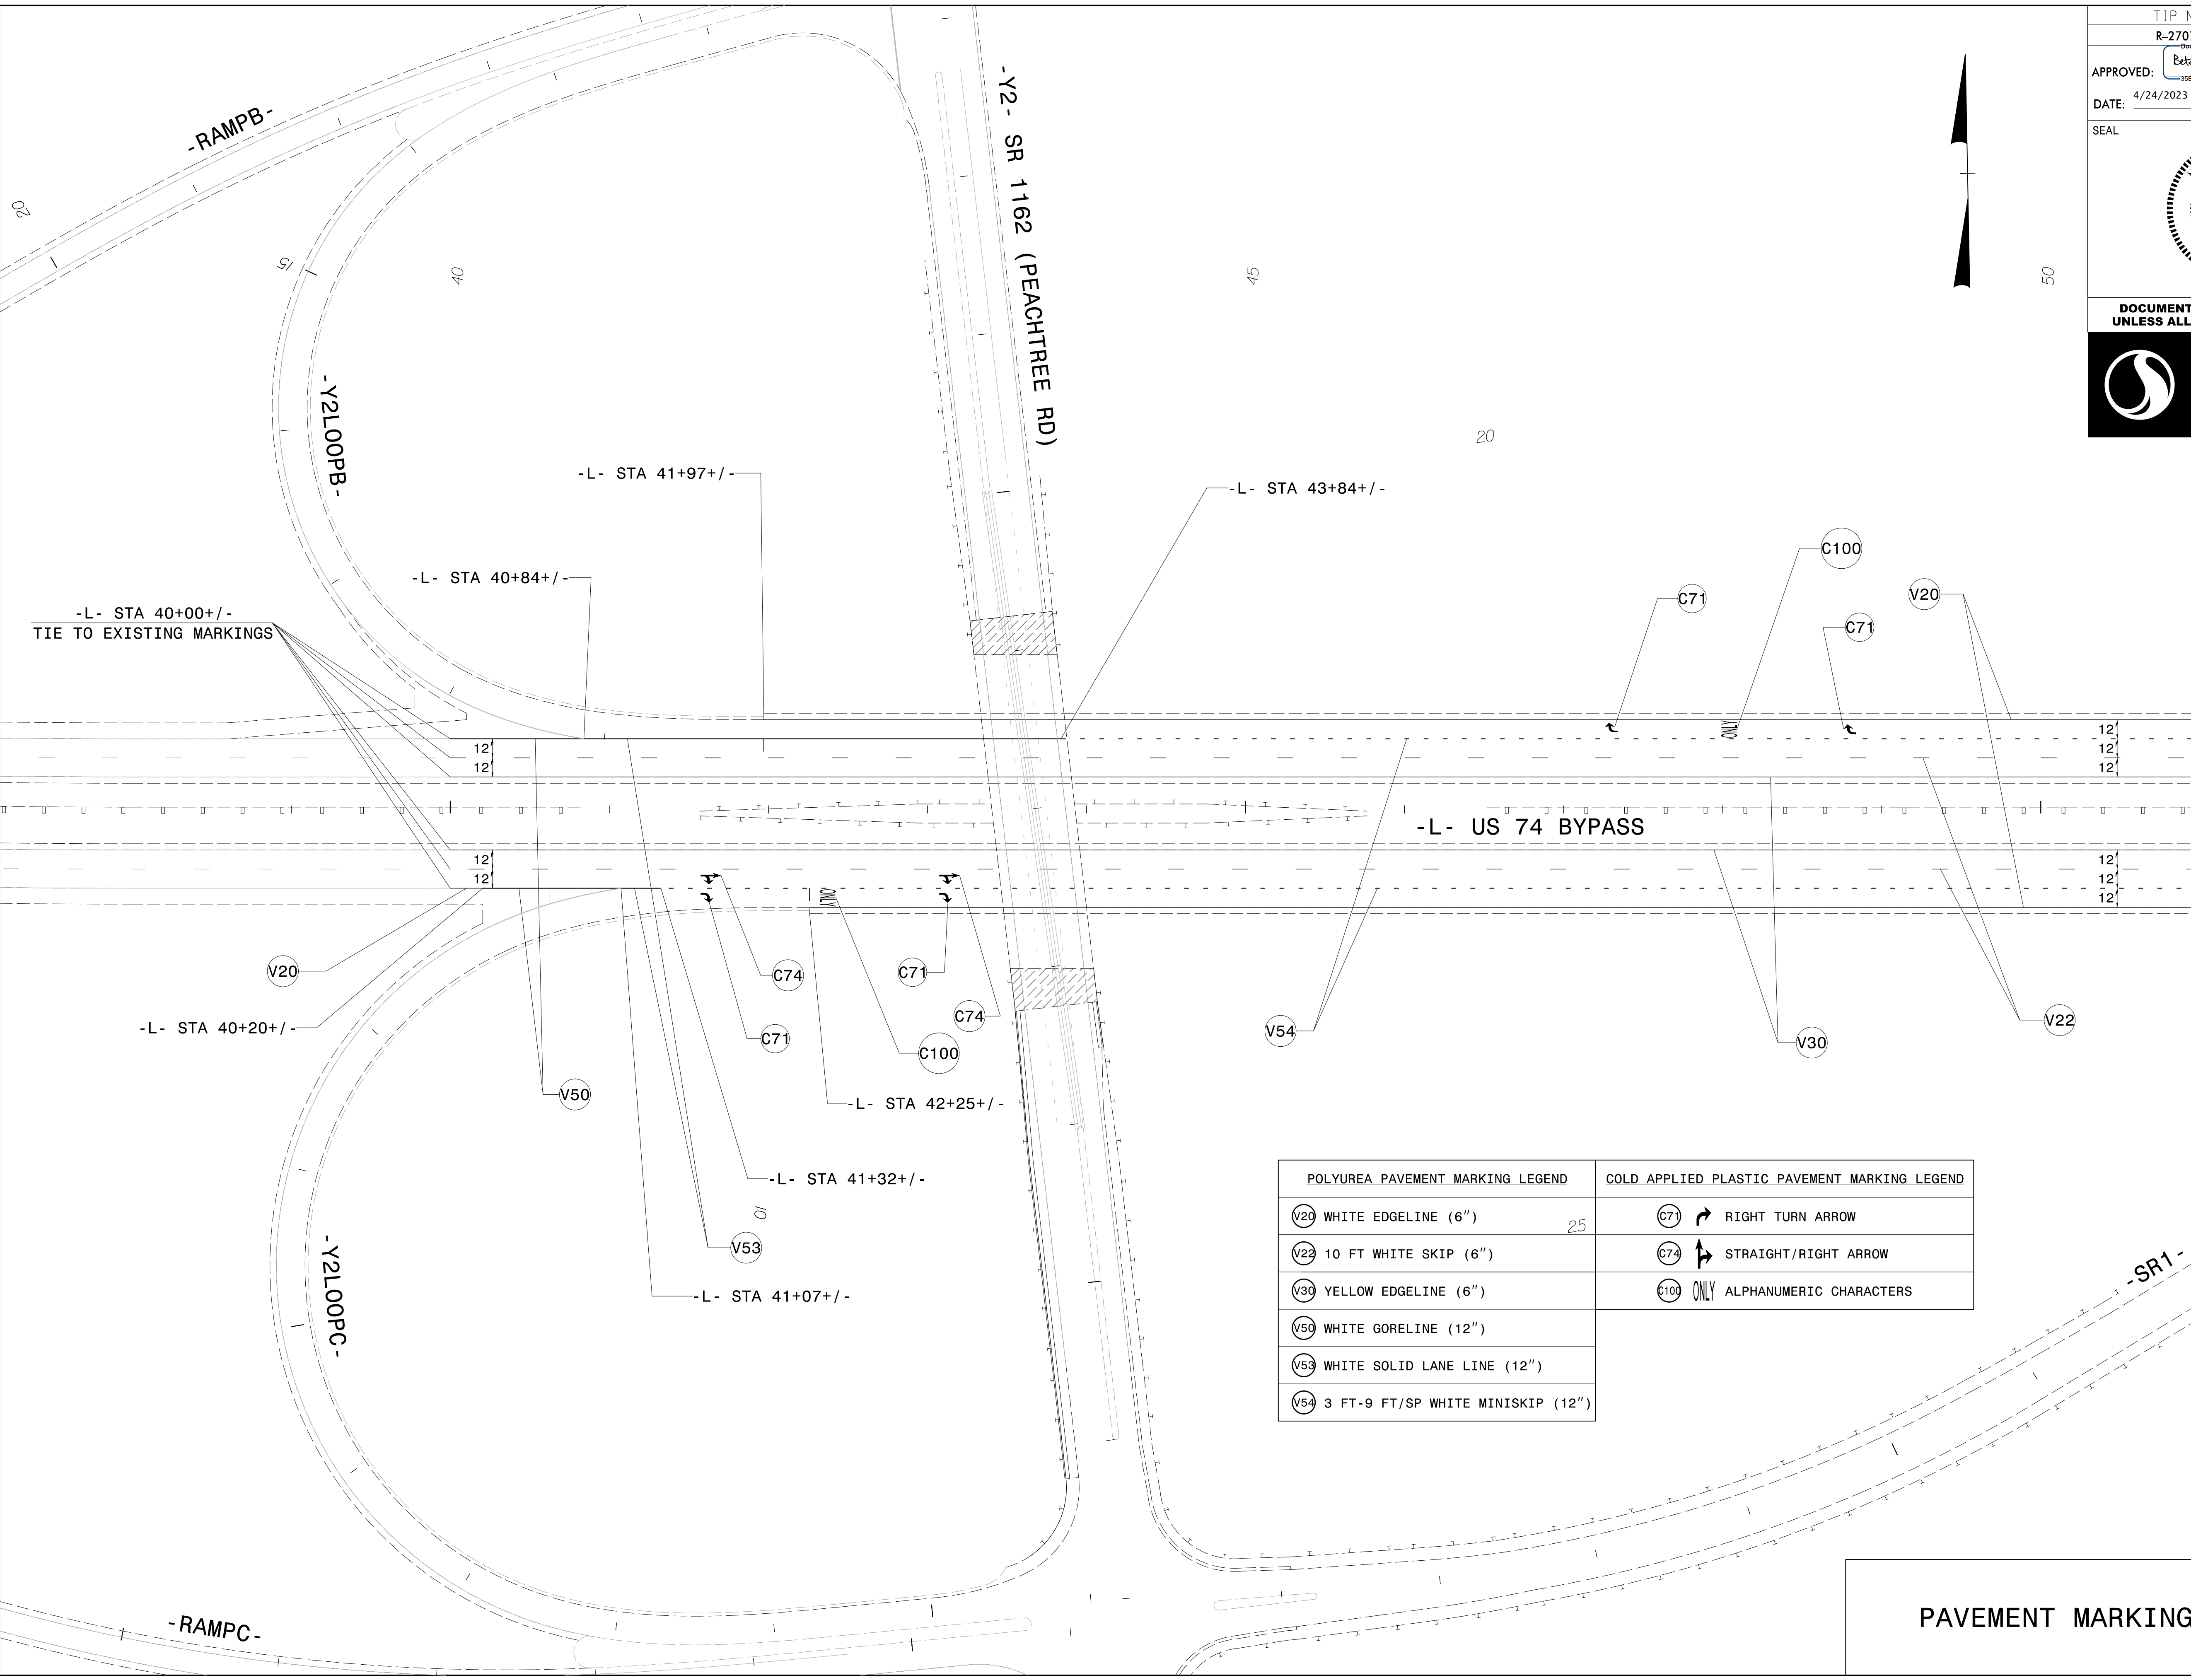 TIP N
R-2707
APPROVED:
DATE: 4/24/2023
SEAL
DOCUMENT
UNLESS ALL
-RAMPB-
20
15
40
45
50
-Y2- SR 1162 (PEACHTREE RD)
-Y2LOOPB-
20
-L- STA 41+97+/-
-L- STA 43+84+/-
-L- STA 40+84+/-
-L- STA 40+00+/-
TIE TO EXISTING MARKINGS
C100
C71
V20
C71
ONLY
12
12
12
12
12
-L- US 74 BYPASS
12
12
12
12
12
ONLY
V20
C74
C71
-L- STA 40+20+/-
C74
C71
C100
V54
V30
V22
V50
-L- STA 42+25+/-
-L- STA 41+32+/-
10
V53
-L- STA 41+07+/-
-Y2LOOPC-
POLYUREA PAVEMENT MARKING LEGEND
V20 WHITE EDGELINE (6")
25
V22 10 FT WHITE SKIP (6")
V30 YELLOW EDGELINE (6")
V50 WHITE GORELINE (12")
V53 WHITE SOLID LANE LINE (12")
V54 3 FT-9 FT/SP WHITE MINISKIP (12")
COLD APPLIED PLASTIC PAVEMENT MARKING LEGEND
C71 RIGHT TURN ARROW
C74 STRAIGHT/RIGHT ARROW
C100 ONLY ALPHANUMERIC CHARACTERS
-SR1-
-RAMPC-
PAVEMENT MARKING